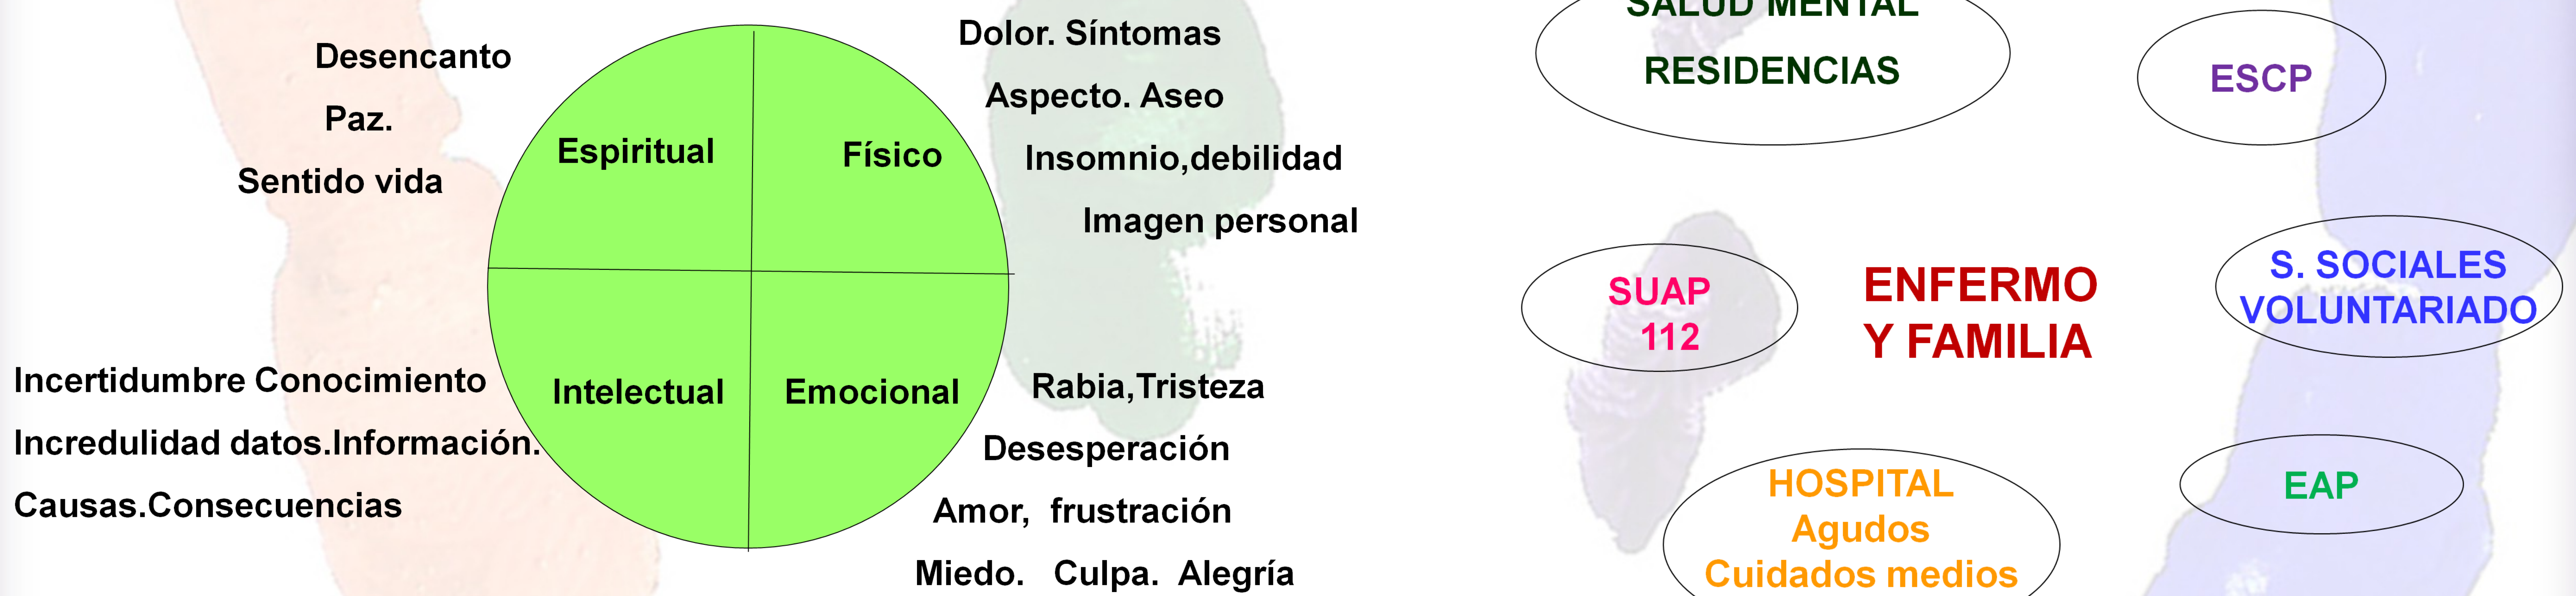 Desencanto
Paz.
Sentido vida
Espiritual
Físico
Dolor. Síntomas
Aspecto. Aseo
Insomnio,debilidad
Imagen personal
Incertidumbre Conocimiento
Incredulidad datos.Información.
Causas.Consecuencias
Intelectual
Emocional
Rabia,Tristeza
Desesperación
Amor, frustración
Miedo. Culpa. Alegría
SALUD MENTAL
RESIDENCIAS
ESCP
SUAP
112
ENFERMO
Y FAMILIA
S. SOCIALES
VOLUNTARIADO
HOSPITAL
Agudos
Cuidados medios
EAP